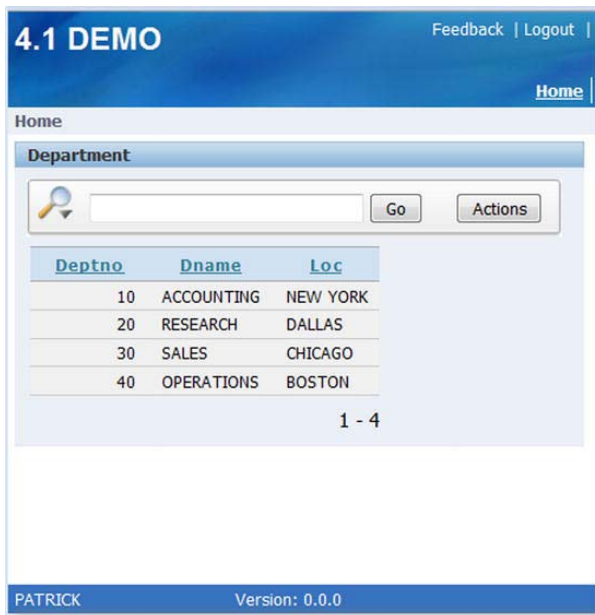 4.1 DEMO
Feedback | Logout |
Home
Home
Department
Go Actions
Deptno Dname Loc
10 ACCOUNTING NEW YORK
20 RESEARCH DALLAS
30 SALES CHICAGO
40 OPERATIONS BOSTON
1 - 4
PATRICK Version: 0.0.0